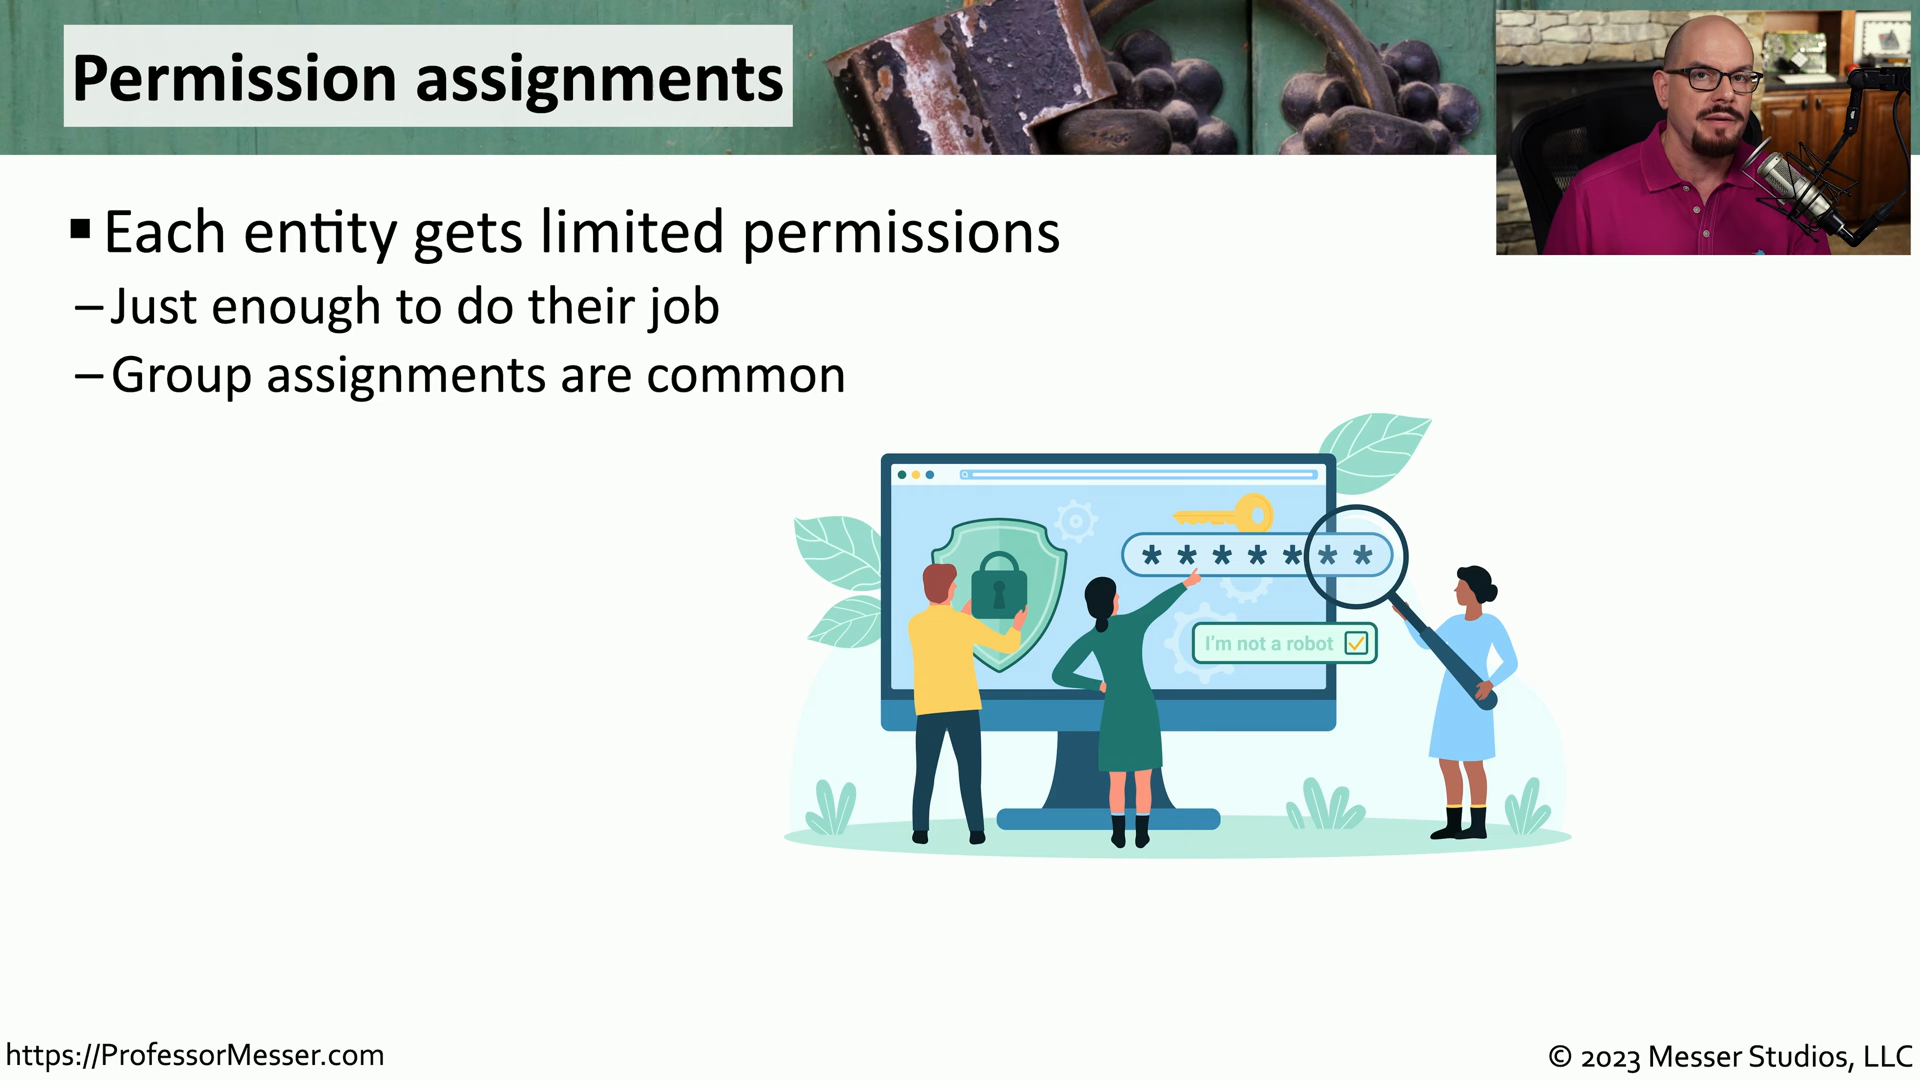 Permission assignments
▪ Each entity gets limited permissions
– Just enough to do their job
– Group assignments are common
* * * * * * *
I'm not a robot
https://ProfessorMesser.com
© 2023 Messer Studios, LLC